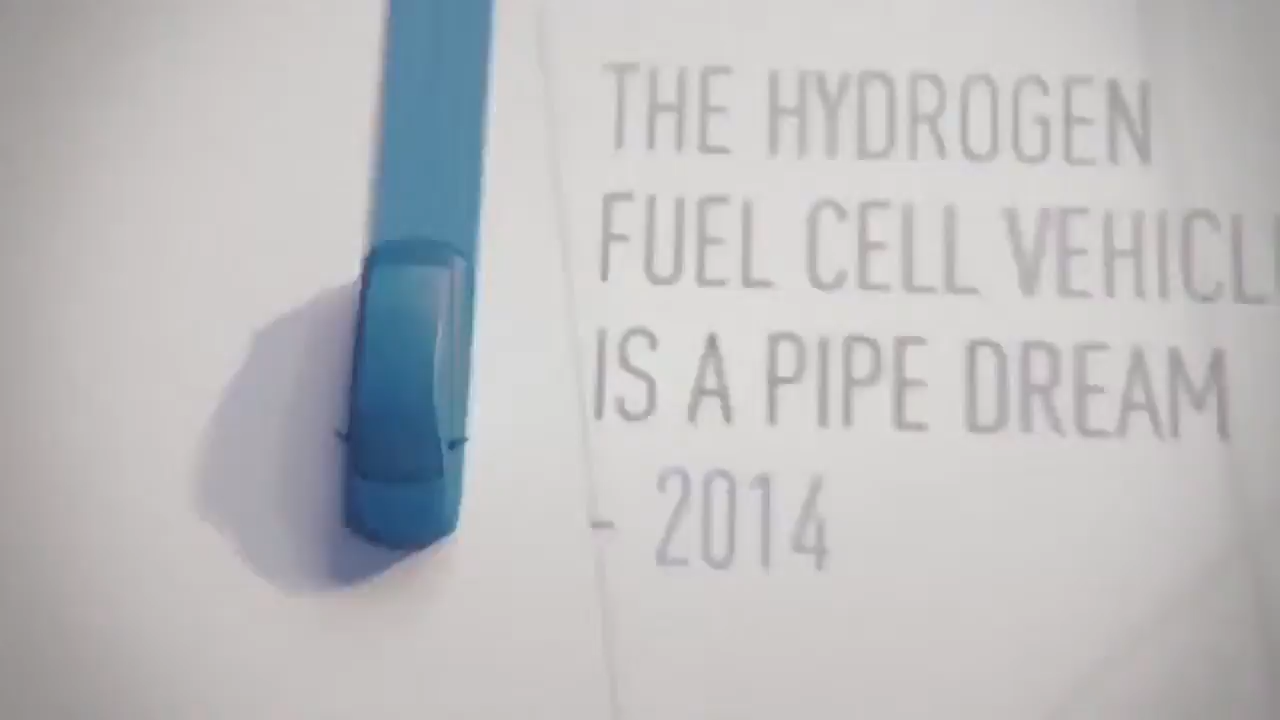 THE HYDROGEN
FUEL CELL VEHICL
IS A PIPE DREAM
- 2014